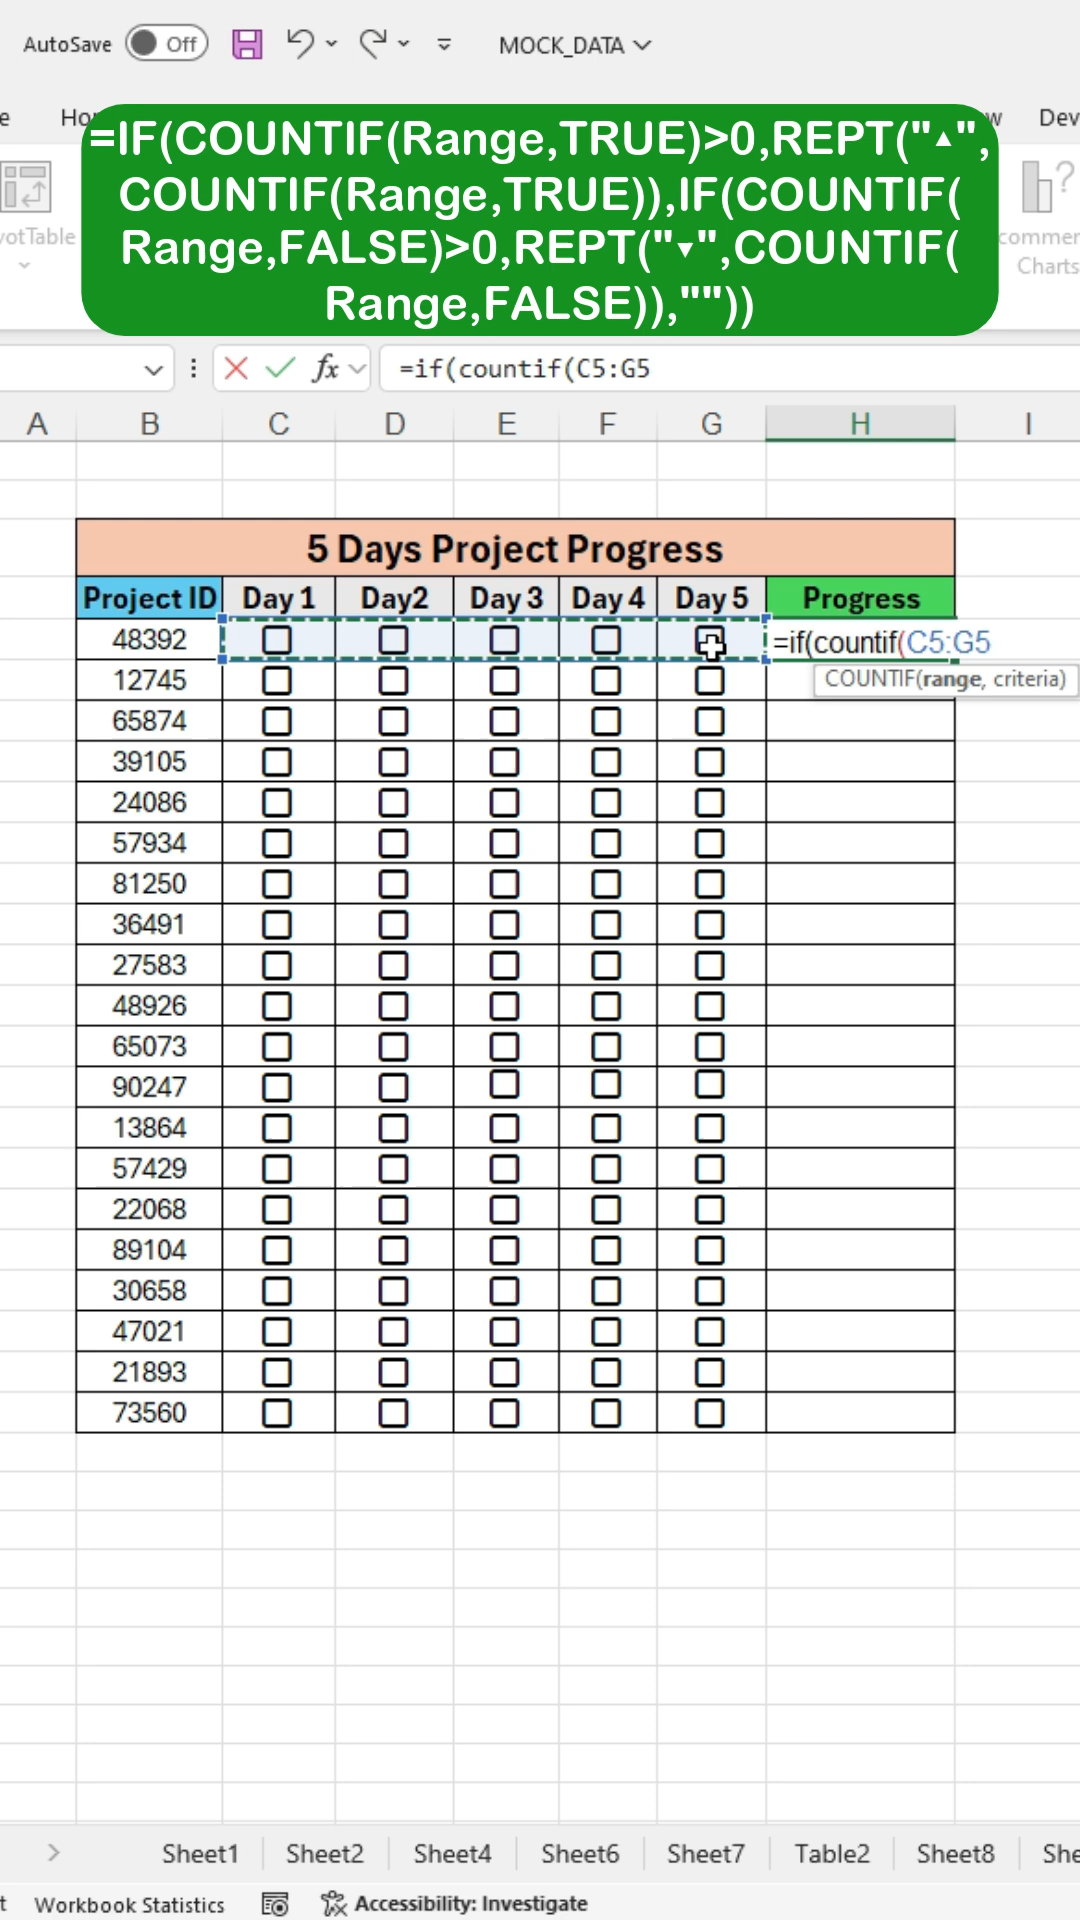 AutoSave Off MOCK_DATA
e Ho w Dev
=IF(COUNTIF(Range,TRUE)>0,REPT("▲",
COUNTIF(Range,TRUE)),IF(COUNTIF(
Range,FALSE)>0,REPT("▼",COUNTIF(
Range,FALSE)),""))
votTable
commen
Charts
fx =if(countif(C5:G5
A B C D E F G H I
5 Days Project Progress
Project ID Day 1 Day2 Day 3 Day 4 Day 5 Progress
48392 =if(countif(C5:G5
COUNTIF(range, criteria)
12745
65874
39105
24086
57934
81250
36491
27583
48926
65073
90247
13864
57429
22068
89104
30658
47021
21893
73560
Sheet1 Sheet2 Sheet4 Sheet6 Sheet7 Table2 Sheet8 She
t Workbook Statistics Accessibility: Investigate